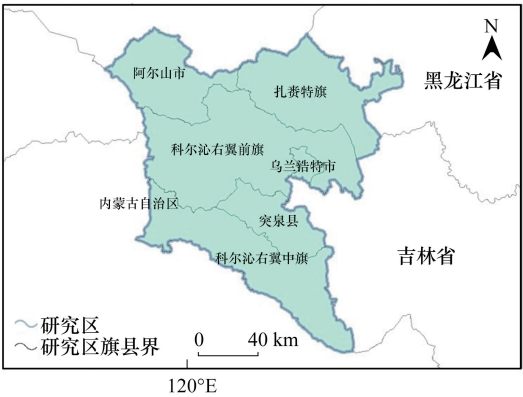 N
阿尔山市
扎赉特旗
黑龙江省
科尔沁右翼前旗
乌兰浩特市
内蒙古自治区
突泉县
科尔沁右翼中旗
吉林省
研究区
0 40 km
研究区旗县界
120°E